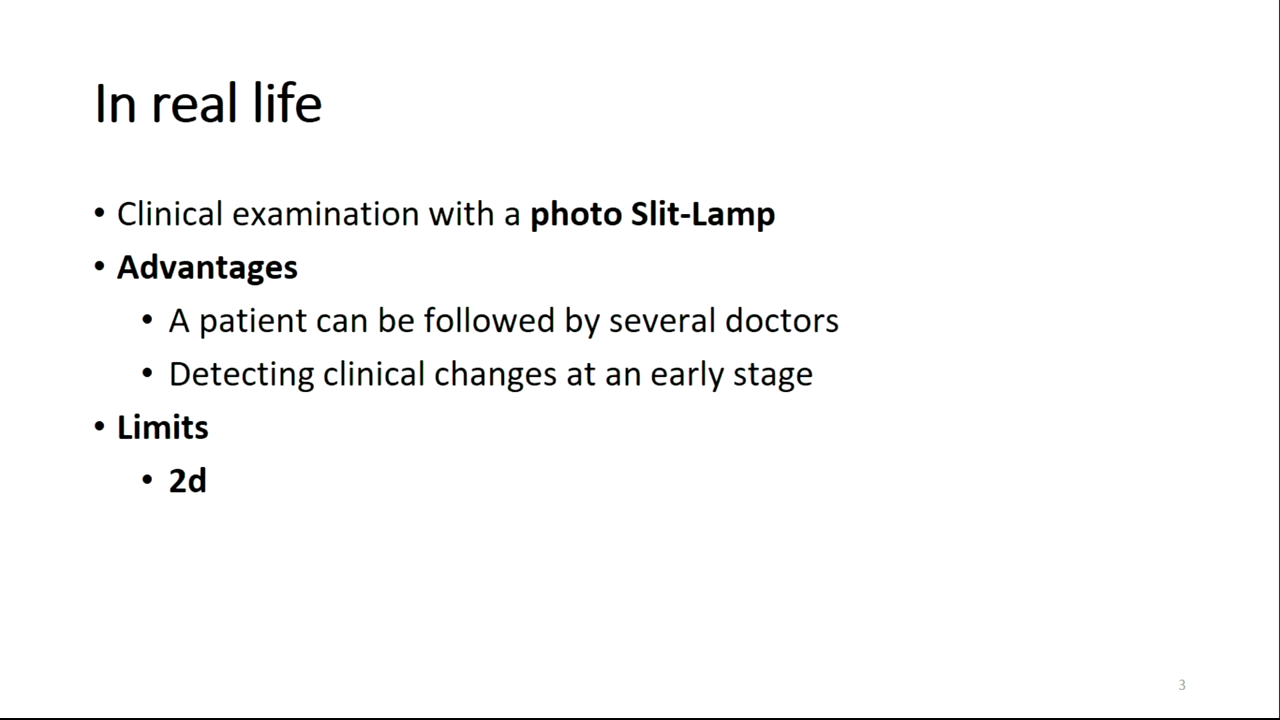 In real life
• Clinical examination with a photo Slit-Lamp
• Advantages
• A patient can be followed by several doctors
• Detecting clinical changes at an early stage
• Limits
• 2d
3